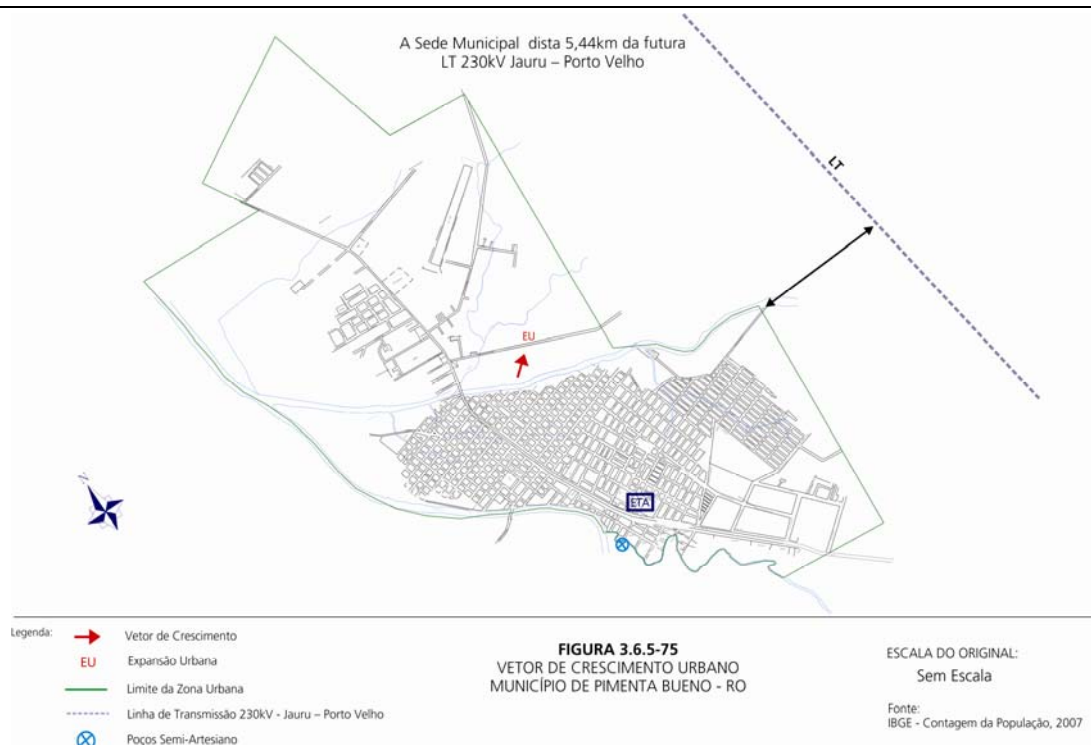 A Sede Municipal dista 5,44km da futura
LT 230kV Jauru – Porto Velho
LT
EU
N
ETA
Legenda:
Vetor de Crescimento
EU
Expansão Urbana
Limite da Zona Urbana
Linha de Transmissão 230kV - Jauru – Porto Velho
Poços Semi-Artesiano
FIGURA 3.6.5-75
VETOR DE CRESCIMENTO URBANO
MUNICÍPIO DE PIMENTA BUENO - RO
ESCALA DO ORIGINAL:
Sem Escala
Fonte:
IBGE - Contagem da População, 2007